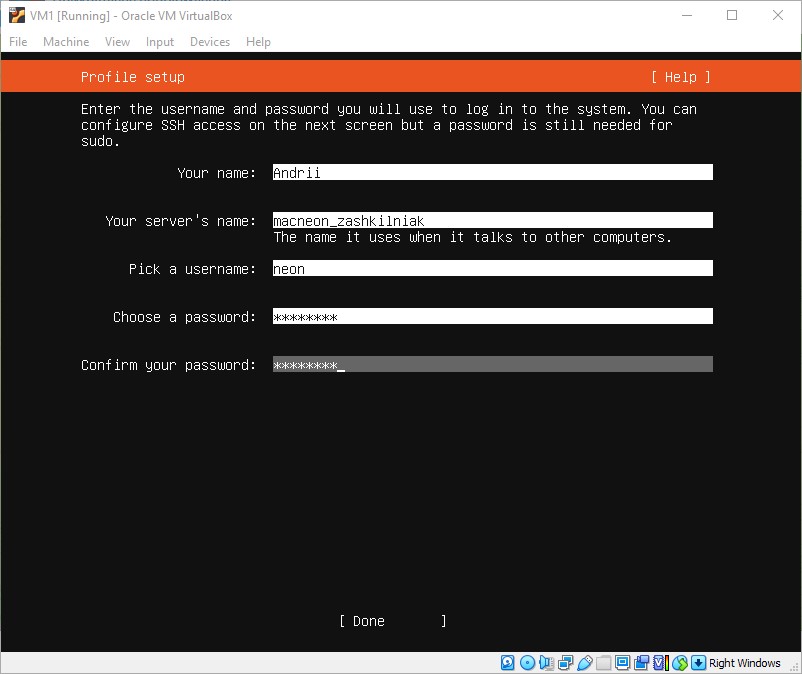 VM1 [Running] - Oracle VM VirtualBox
File Machine View Input Devices Help
Profile setup [ Help ]
Enter the username and password you will use to log in to the system. You can
configure SSH access on the next screen but a password is still needed for
sudo.
Your name: Andrii
Your server's name: macneon_zashkilniak
The name it uses when it talks to other computers.
Pick a username: neon
Choose a password: ********
Confirm your password: ********_
[ Done ]
Right Windows